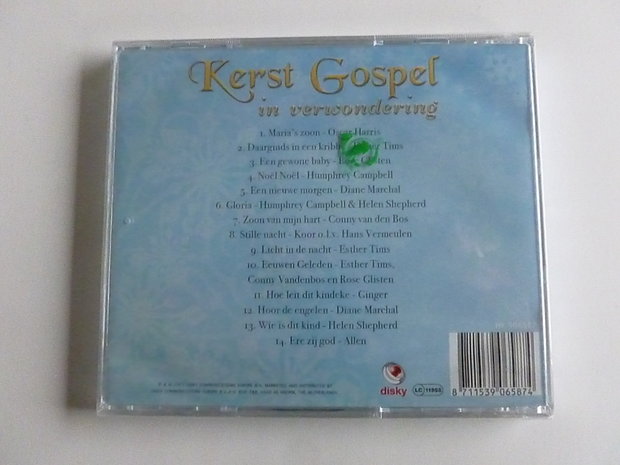 Kerst Gospel
in verwondering
1. Maria's zoon - Oscar Harris
2. Daar ginds in een kribbe Tims
3. Een gewone baby -
4. Noël Noël - Humphrey Campbell
5. Een nieuwe morgen - Diane Marchal
6. Gloria - Humphrey Campbell & Helen Shepherd
7. Zoon van mijn hart - Conny van den Bos
8. Stille nacht - Koor o.l.v. Hans Vermeulen
9. Licht in de nacht - Esther Tims
10. Eeuwen Geleden - Esther Tims,
Conny Vandenbos en Rose Glisten
11. Hoe leit dit kindeke - Ginger
12. Hoor de engelen - Diane Marchal
13. Wie is dit kind - Helen Shepherd
14. Ere zij god - Allen
disky
LC 11958
8 711539 065874